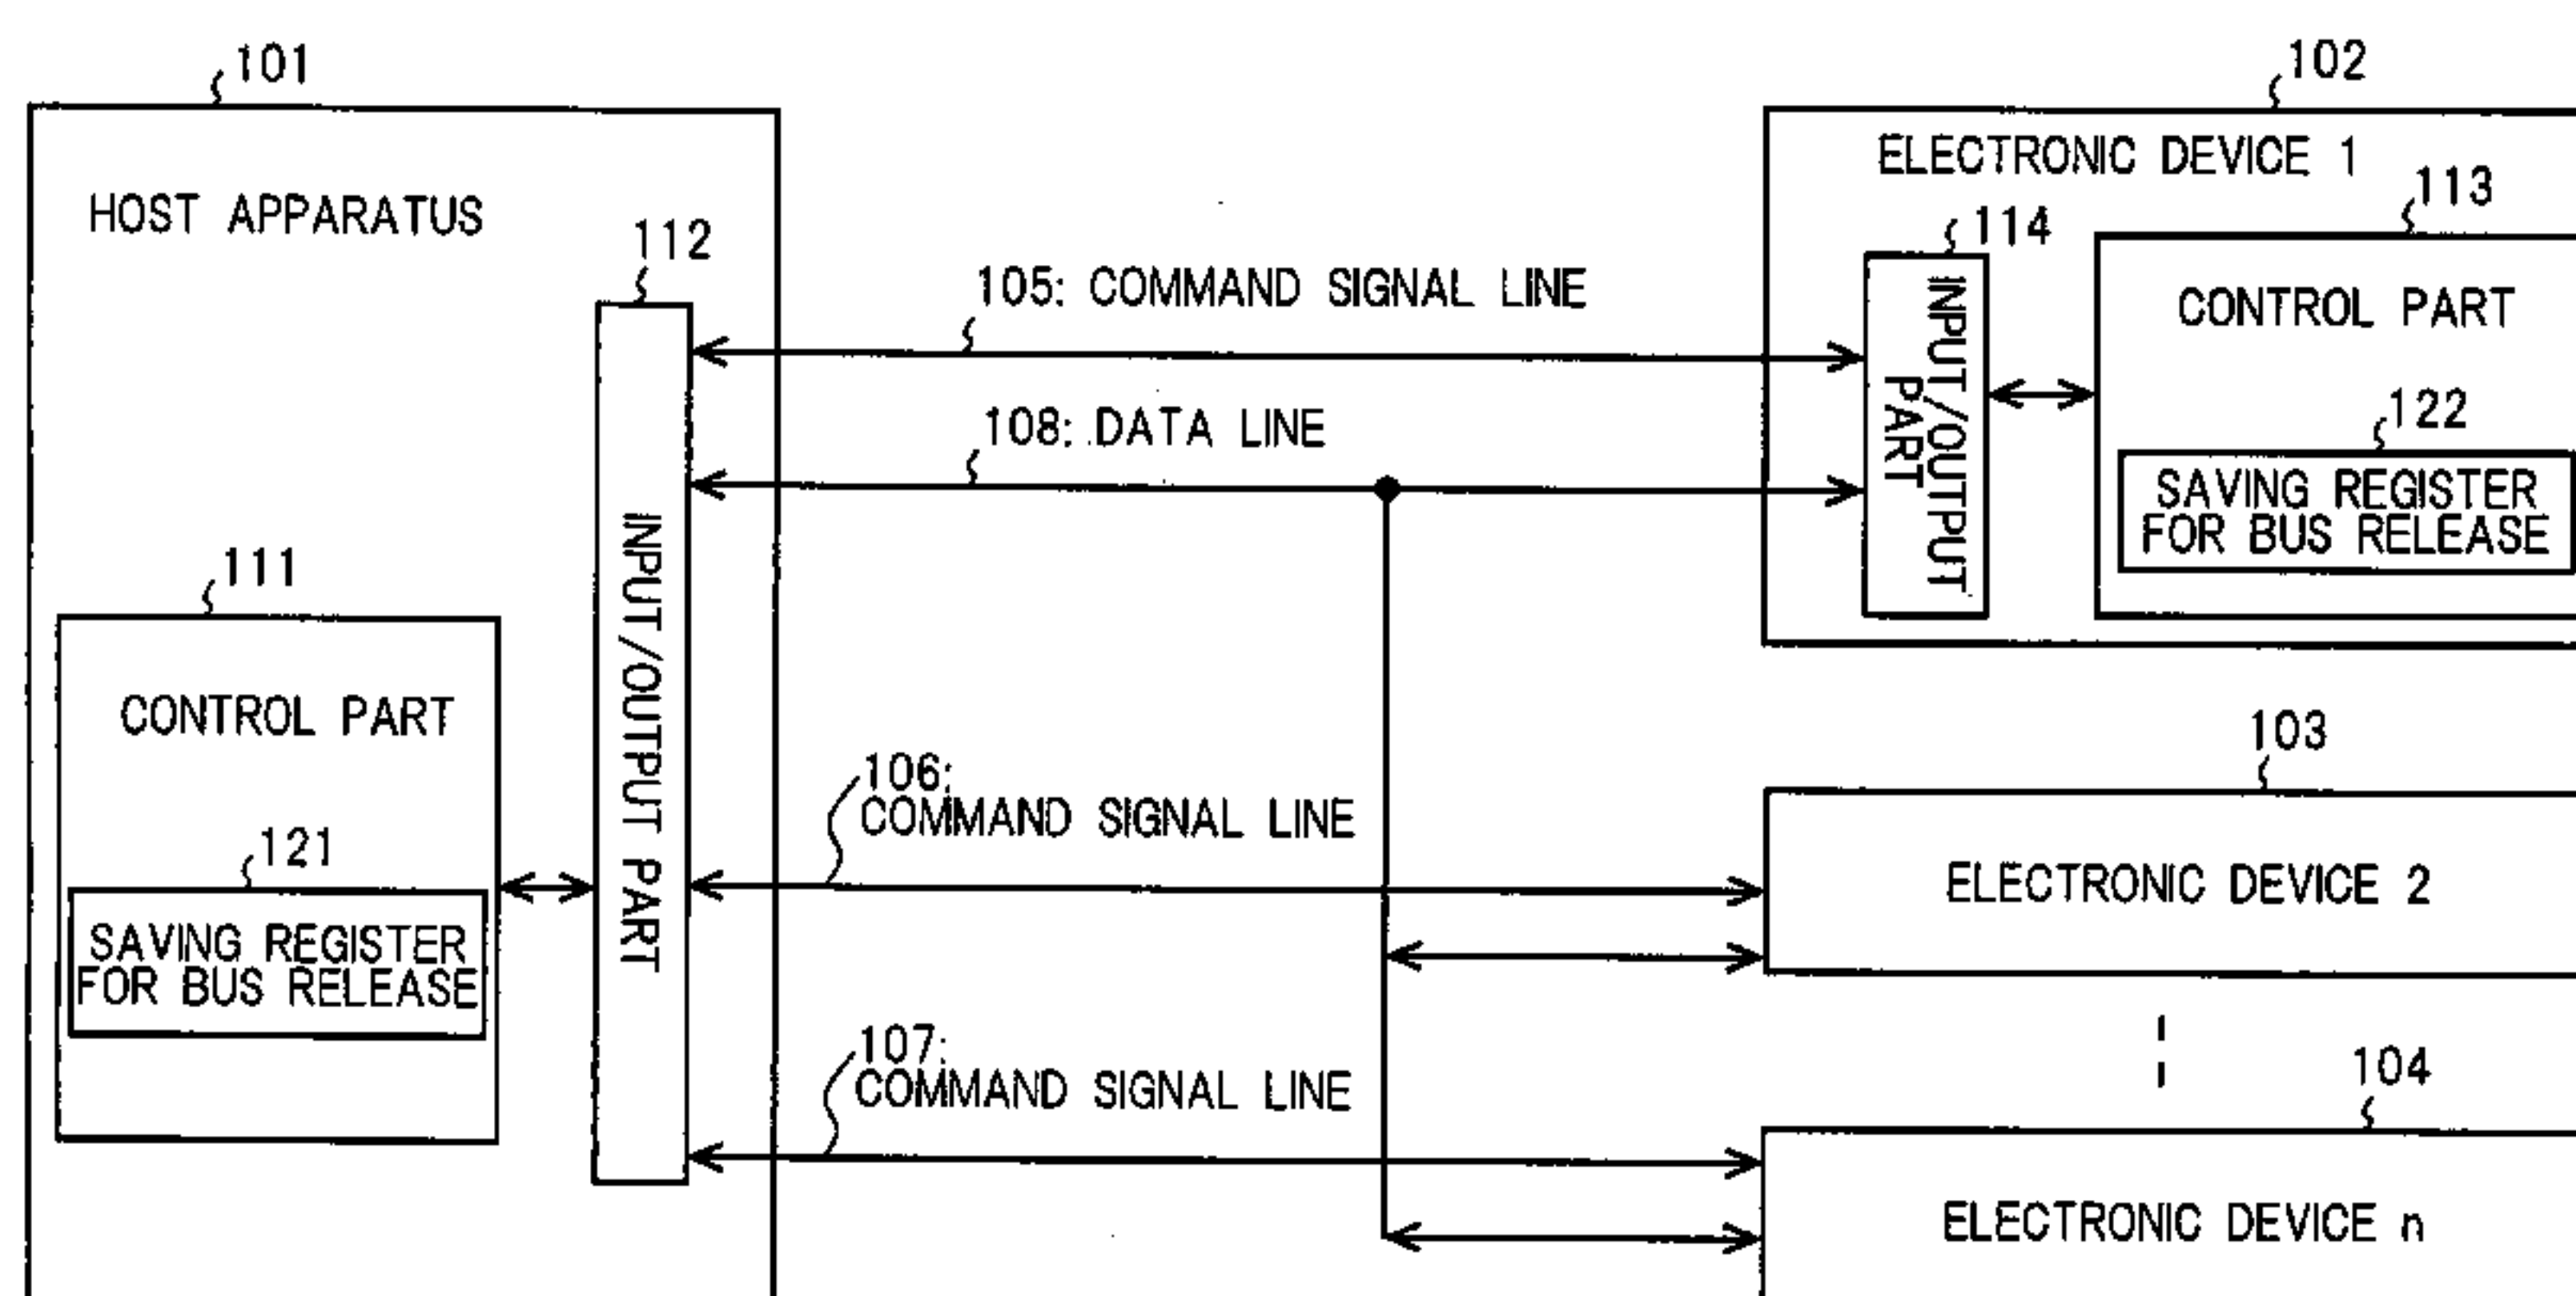 101
HOST APPARATUS
112
INPUT/OUTPUT PART
111
CONTROL PART
121
SAVING REGISTER
FOR BUS RELEASE
105: COMMAND SIGNAL LINE
108: DATA LINE
106:
COMMAND SIGNAL LINE
107:
COMMAND SIGNAL LINE
102
ELECTRONIC DEVICE 1
114
INPUT/OUTPUT
PART
113
CONTROL PART
122
SAVING REGISTER
FOR BUS RELEASE
103
ELECTRONIC DEVICE 2
104
ELECTRONIC DEVICE n